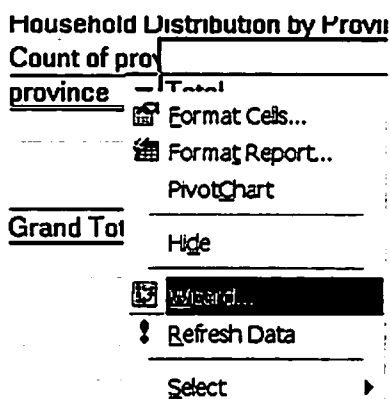 Household Distribution by Provi
Count of prov
province Total
Format Cells...
Format Report...
PivotChart
Grand Tot
Hide
Wizard...
Refresh Data
Select